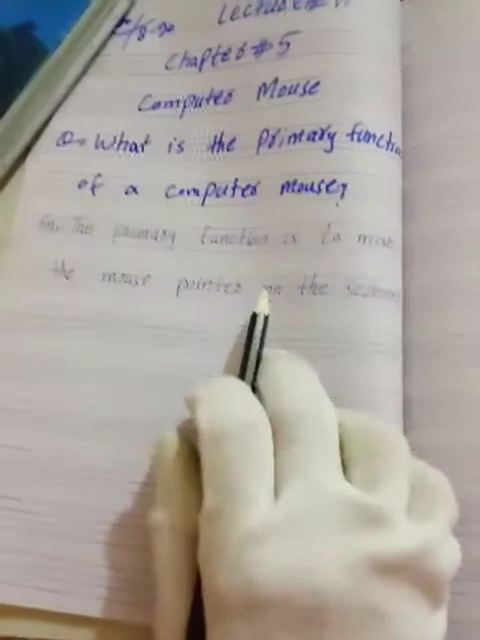 Chapter # 5
Computer Mouse
Q. What is the primary function
of a computer mouse?
Ans. The primary function is to move
the mouse pointer on the screen